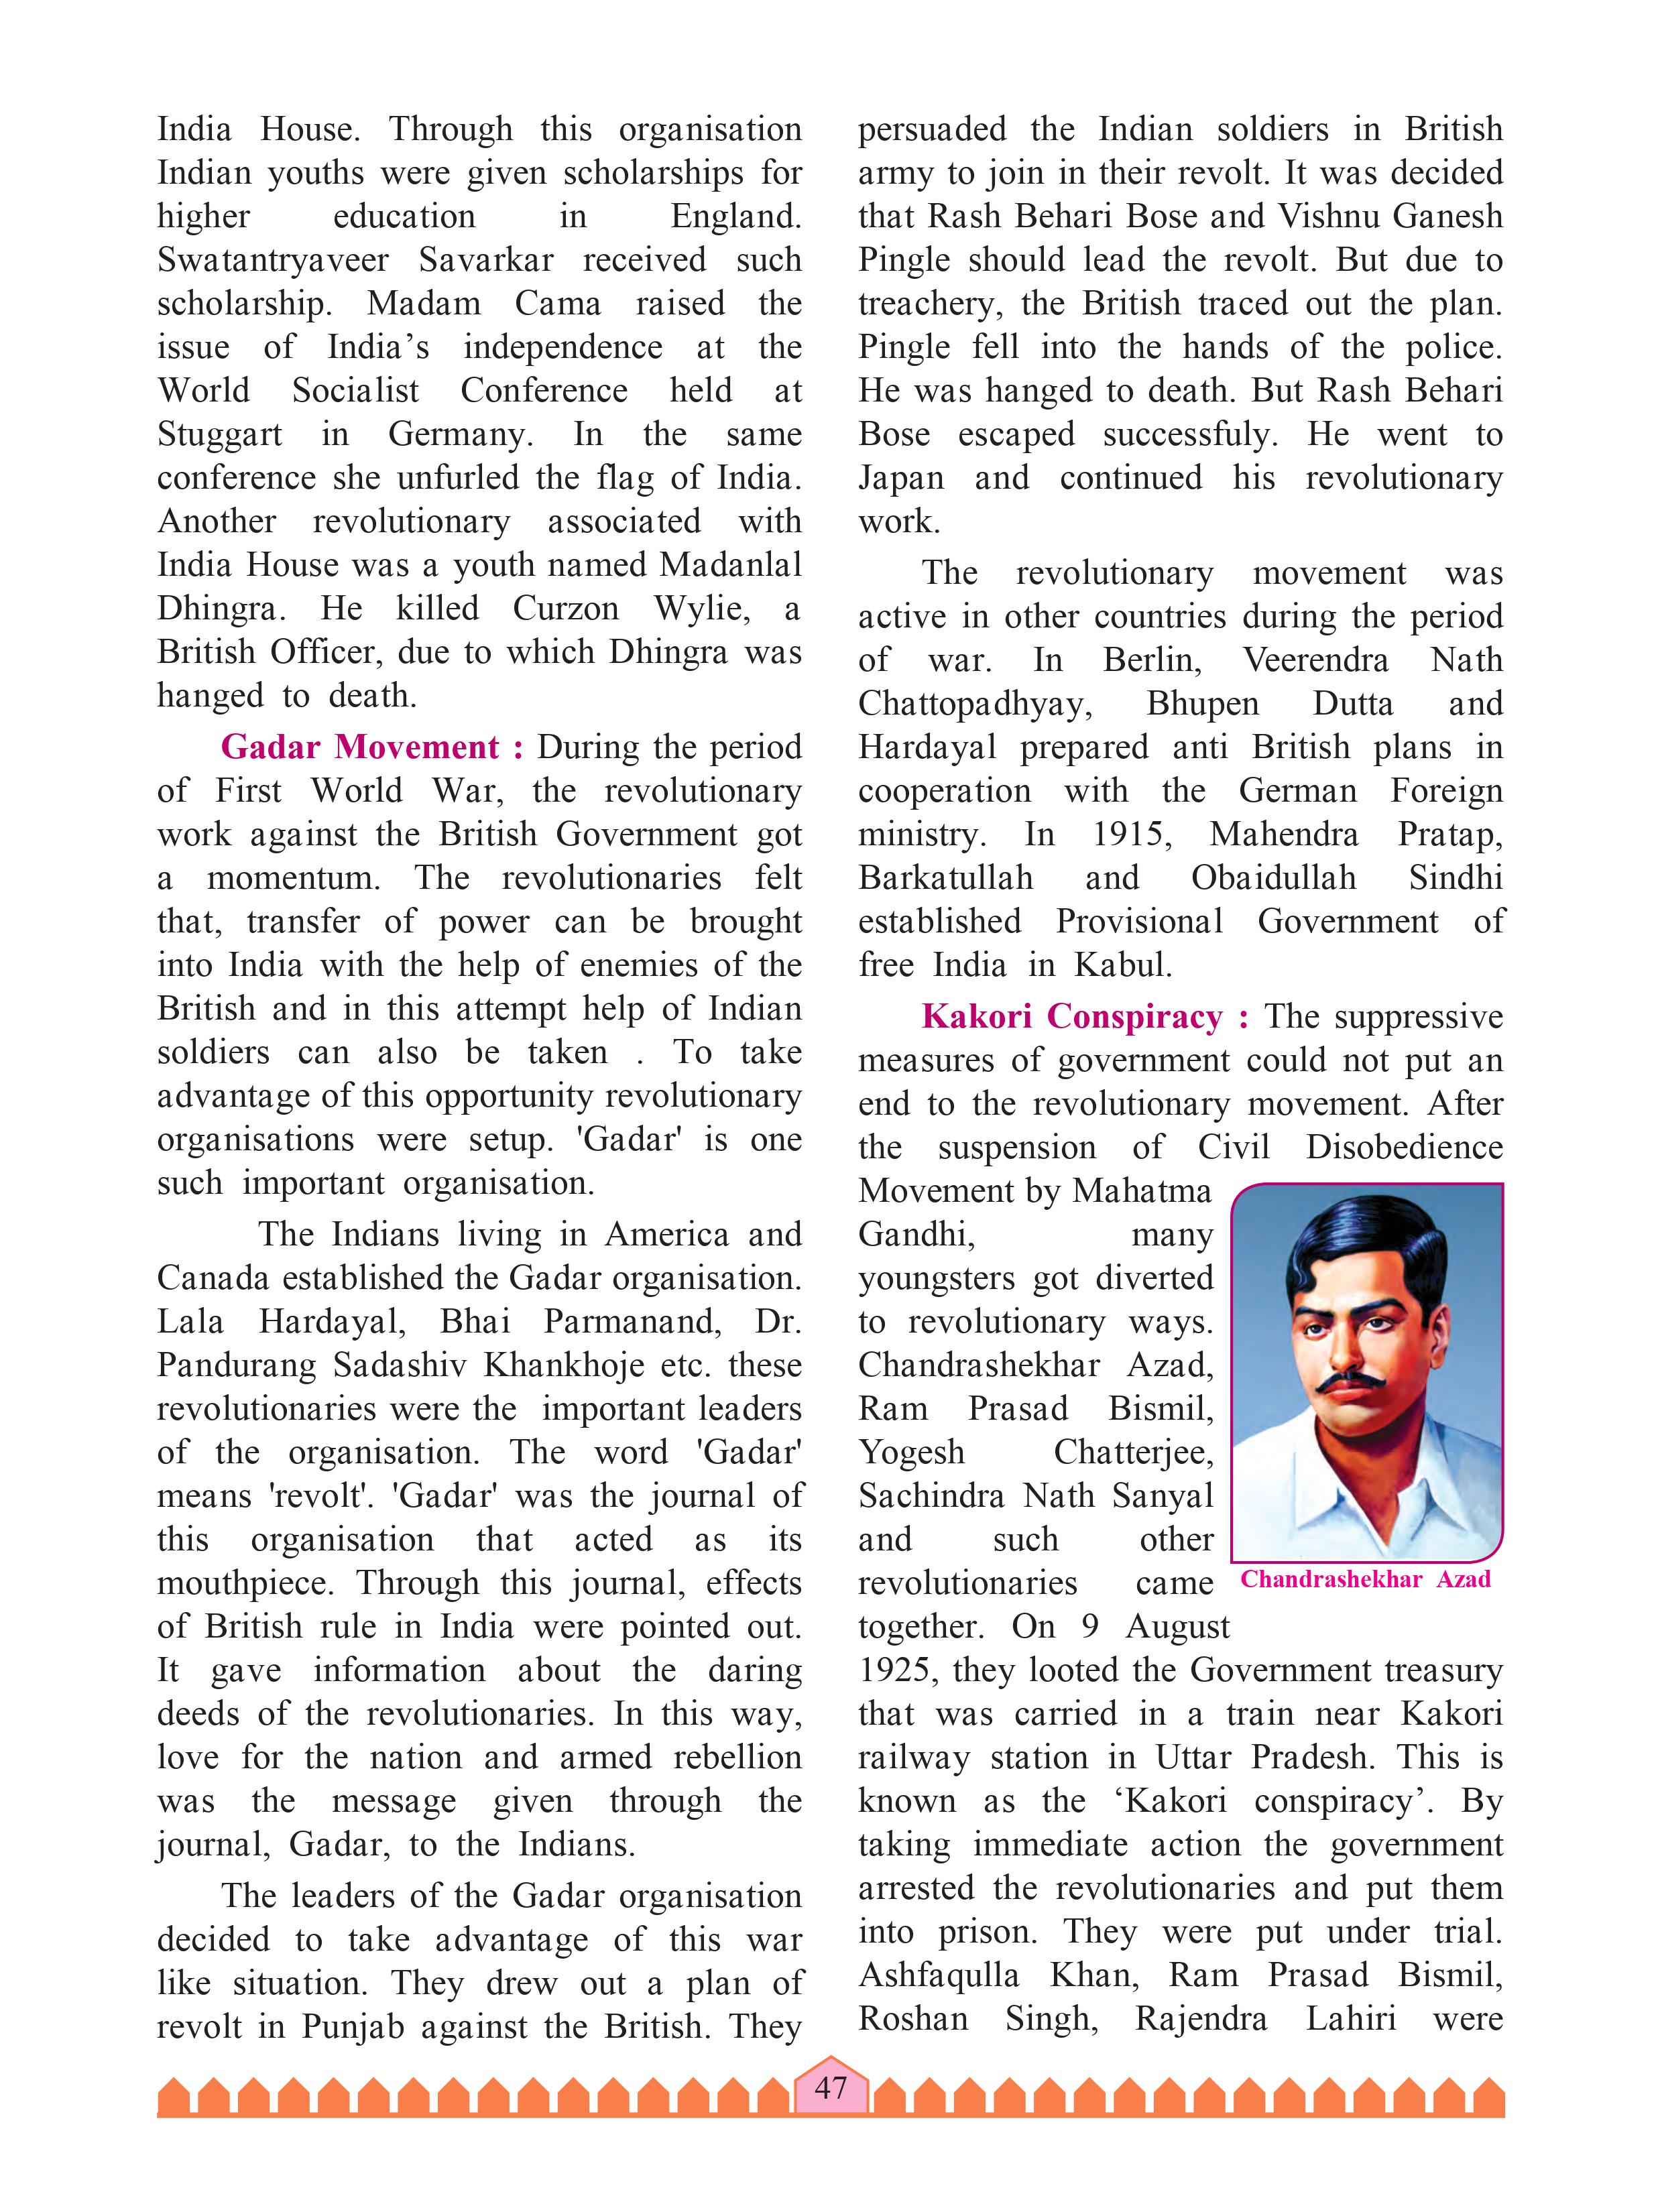 India House. Through this organisation
Indian youths were given scholarships for
higher education in England.
Swatantryaveer Savarkar received such
scholarship. Madam Cama raised the
issue of India’s independence at the
World Socialist Conference held at
Stuggart in Germany. In the same
conference she unfurled the flag of India.
Another revolutionary associated with
India House was a youth named Madanlal
Dhingra. He killed Curzon Wylie, a
British Officer, due to which Dhingra was
hanged to death.
Gadar Movement : During the period
of First World War, the revolutionary
work against the British Government got
a momentum. The revolutionaries felt
that, transfer of power can be brought
into India with the help of enemies of the
British and in this attempt help of Indian
soldiers can also be taken . To take
advantage of this opportunity revolutionary
organisations were setup. 'Gadar' is one
such important organisation.
The Indians living in America and
Canada established the Gadar organisation.
Lala Hardayal, Bhai Parmanand, Dr.
Pandurang Sadashiv Khankhoje etc. these
revolutionaries were the important leaders
of the organisation. The word 'Gadar'
means 'revolt'. 'Gadar' was the journal of
this organisation that acted as its
mouthpiece. Through this journal, effects
of British rule in India were pointed out.
It gave information about the daring
deeds of the revolutionaries. In this way,
love for the nation and armed rebellion
was the message given through the
journal, Gadar, to the Indians.
The leaders of the Gadar organisation
decided to take advantage of this war
like situation. They drew out a plan of
revolt in Punjab against the British. They
persuaded the Indian soldiers in British
army to join in their revolt. It was decided
that Rash Behari Bose and Vishnu Ganesh
Pingle should lead the revolt. But due to
treachery, the British traced out the plan.
Pingle fell into the hands of the police.
He was hanged to death. But Rash Behari
Bose escaped successfuly. He went to
Japan and continued his revolutionary
work.
The revolutionary movement was
active in other countries during the period
of war. In Berlin, Veerendra Nath
Chattopadhyay, Bhupen Dutta and
Hardayal prepared anti British plans in
cooperation with the German Foreign
ministry. In 1915, Mahendra Pratap,
Barkatullah and Obaidullah Sindhi
established Provisional Government of
free India in Kabul.
Kakori Conspiracy : The suppressive
measures of government could not put an
end to the revolutionary movement. After
the suspension of Civil Disobedience
Movement by Mahatma
Gandhi, many
youngsters got diverted
to revolutionary ways.
Chandrashekhar Azad,
Ram Prasad Bismil,
Yogesh Chatterjee,
Sachindra Nath Sanyal
and such other
revolutionaries came
together. On 9 August
1925, they looted the Government treasury
that was carried in a train near Kakori
railway station in Uttar Pradesh. This is
known as the ‘Kakori conspiracy’. By
taking immediate action the government
arrested the revolutionaries and put them
into prison. They were put under trial.
Ashfaqulla Khan, Ram Prasad Bismil,
Roshan Singh, Rajendra Lahiri were
Chandrashekhar Azad
47